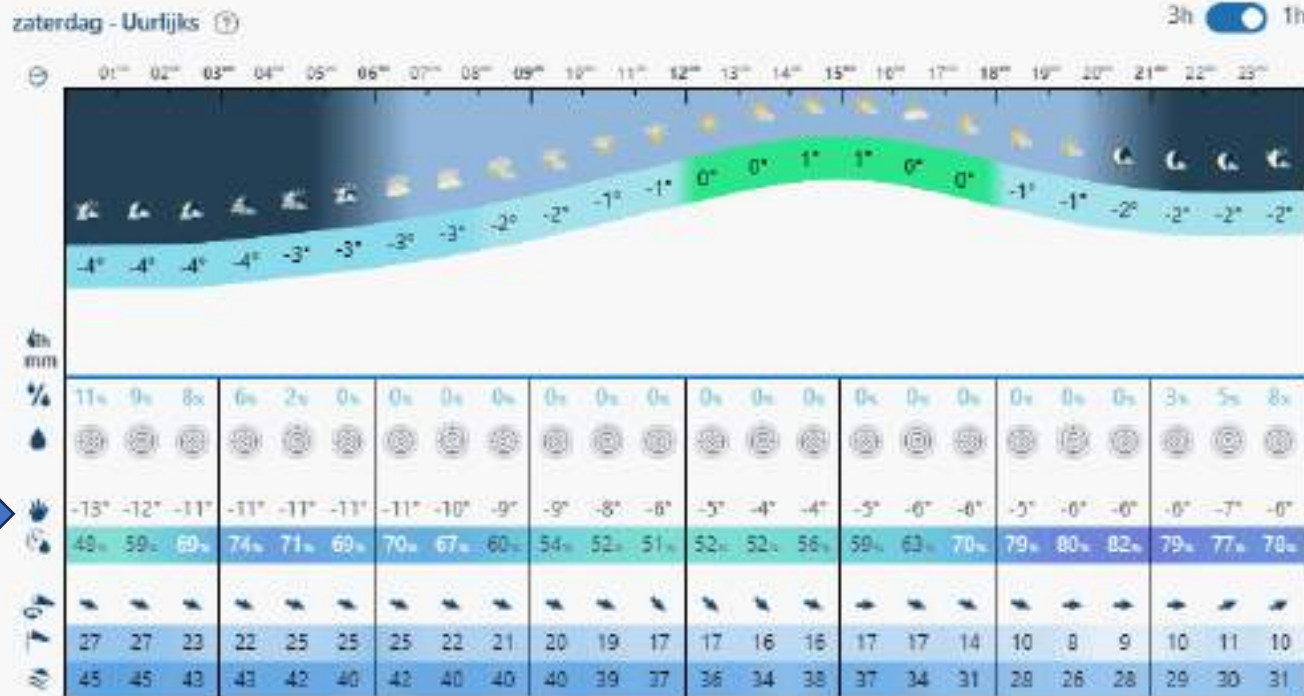 zaterdag - Uurlijks ?
3h 1h
01 02 03 04 05 06 07 08 09 10 11 12 13 14 15 16 17 18 19 20 21 22 23
-4° -4° -4° -4° -3° -3° -3° -3° -2° -2° -1° -1° 0° 0° 1° 1° 0° 0° -1° -1° -2° -2° -2° -2°
mm
11% 9% 8% 6% 2% 0% 0% 0% 0% 0% 0% 0% 0% 0% 0% 0% 0% 0% 0% 0% 0% 3% 5% 8%
-13° -12° -11° -11° -11° -11° -11° -10° -9° -9° -8° -6° -5° -4° -4° -5° -6° -6° -5° -6° -6° -6° -7° -6°
48% 59% 69% 74% 71% 69% 70% 67% 60% 54% 52% 51% 52% 52% 56% 59% 63% 70% 79% 80% 82% 79% 77% 78%
27 27 23 22 25 25 25 22 21 20 19 17 17 16 16 17 17 14 10 8 9 10 11 10
45 45 43 43 42 40 42 40 40 40 39 37 36 34 38 37 34 31 28 26 28 29 30 31